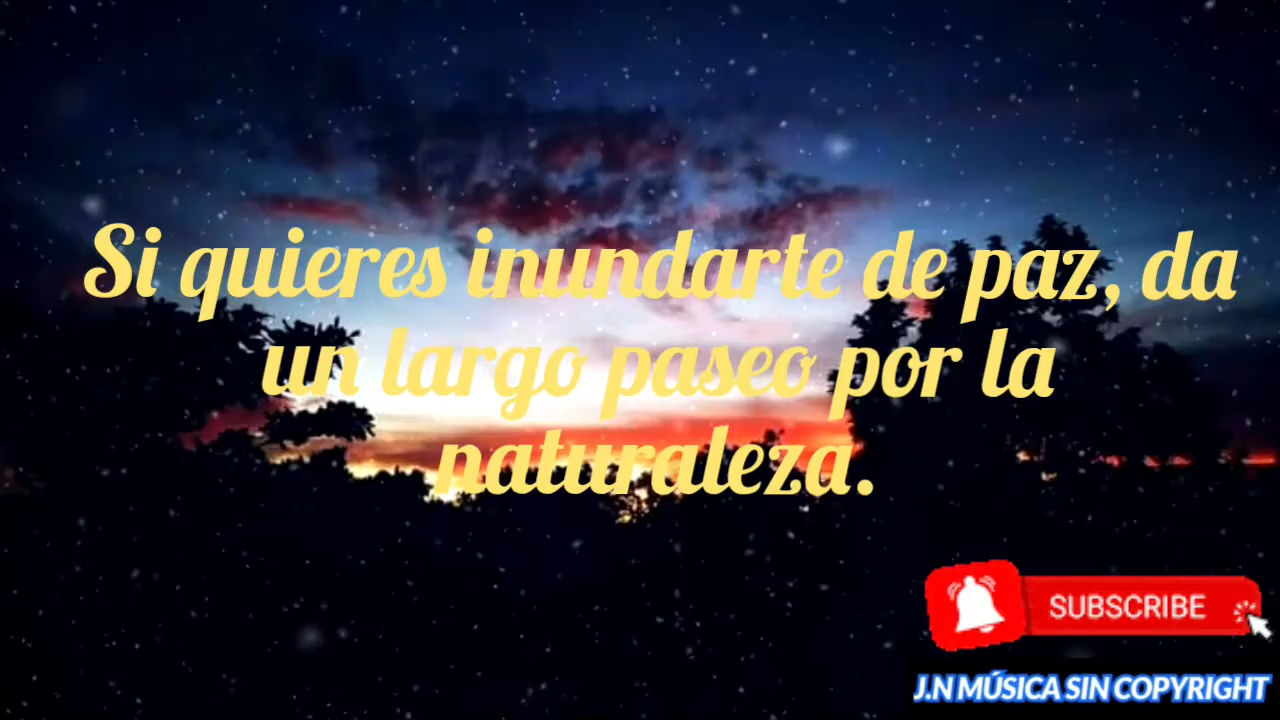 Si quieres inundarte de paz, da
un largo paseo por la
naturaleza.
SUBSCRIBE
J.N MÚSICA SIN COPYRIGHT